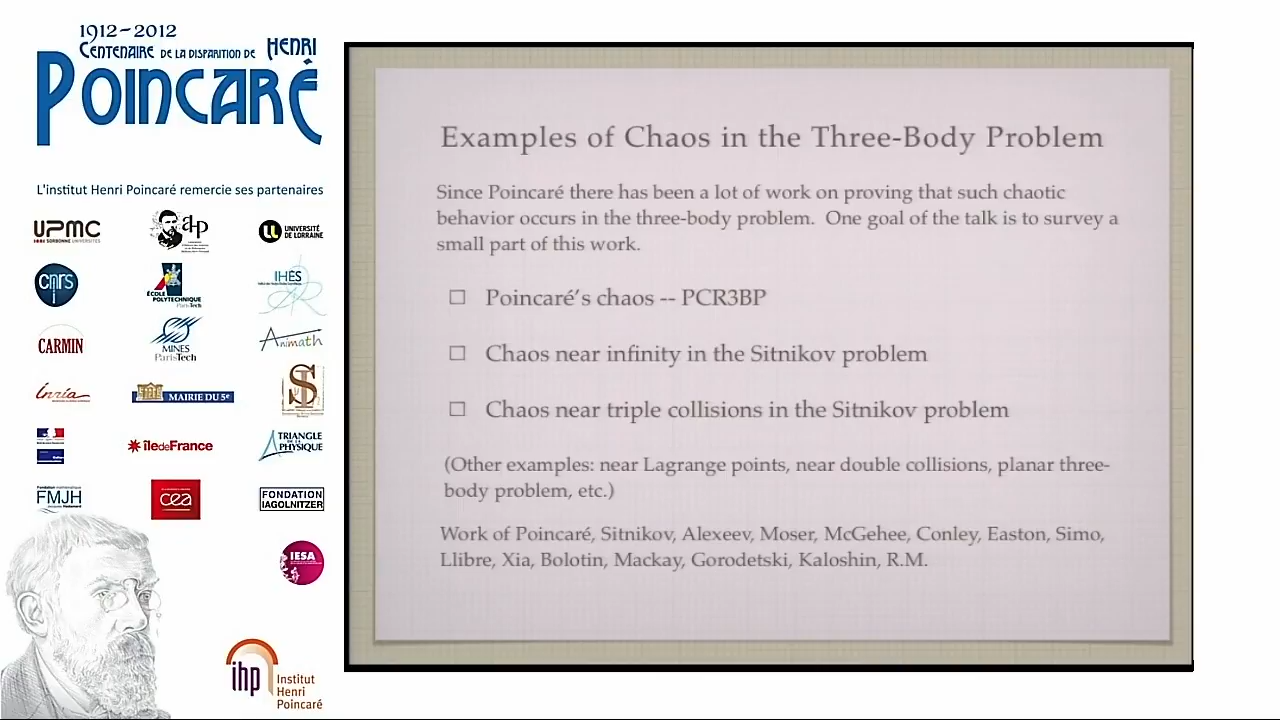 1912-2012
CENTENAIRE DE LA DISPARITION DE HENRI
POINCARÉ
L'institut Henri Poincaré remercie ses partenaires
UPMC
SORBONNE UNIVERSITÉS
ahp
UNIVERSITÉ
DE LORRAINE
cnrs
ÉCOLE
POLYTECHNIQUE
ParisTech
IHÉS
CARMIN
MINES
ParisTech
Animath
inria
MAIRIE DU 5e
S
îledeFrance
TRIANGLE
DE LA
PHYSIQUE
FMJH
cea
FONDATION
IAGOLNITZER
IESA
ihp
Institut
Henri
Poincaré
Examples of Chaos in the Three-Body Problem
Since Poincaré there has been a lot of work on proving that such chaotic
behavior occurs in the three-body problem.  One goal of the talk is to survey a
small part of this work.
Poincaré's chaos -- PCR3BP
Chaos near infinity in the Sitnikov problem
Chaos near triple collisions in the Sitnikov problem
(Other examples: near Lagrange points, near double collisions, planar three-
body problem, etc.)
Work of Poincaré, Sitnikov, Alexeev, Moser, McGehee, Conley, Easton, Simo,
Llibre, Xia, Bolotin, Mackay, Gorodetski, Kaloshin, R.M.